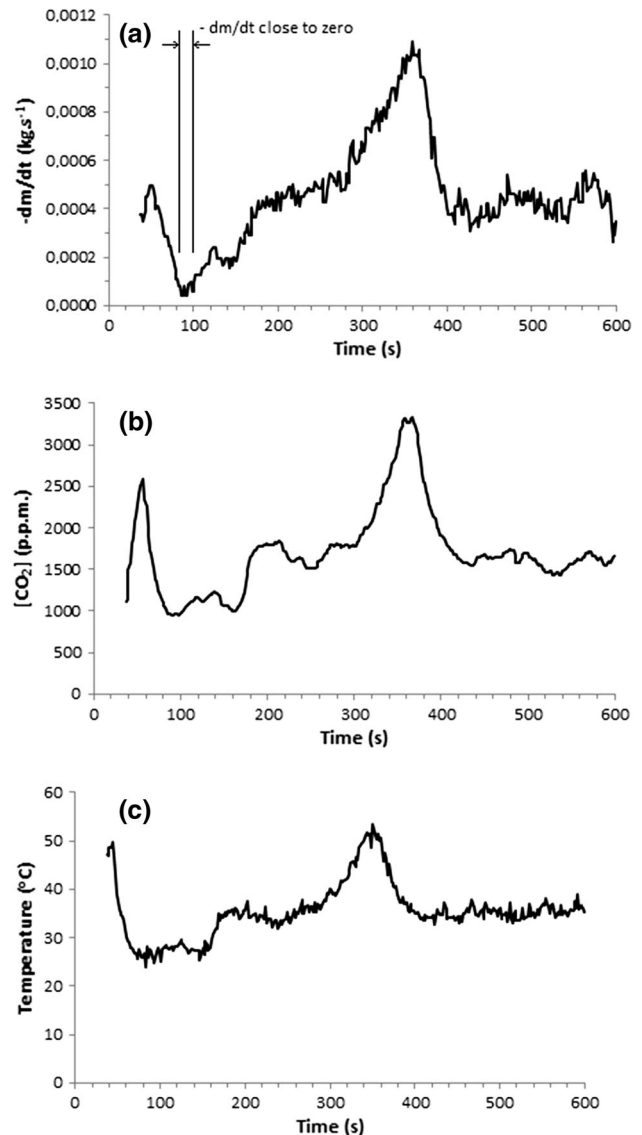 (a)
- dm/dt close to zero
0,0012
0,0010
0,0008
0,0006
0,0004
0,0002
0,0000
-dm/dt (kg.s⁻¹)
0 100 200 300 400 500 600
Time (s)
(b)
3500
3000
2500
2000
1500
1000
500
0
[CO₂] (p.p.m.)
0 100 200 300 400 500 600
Time (s)
(c)
60
50
40
30
20
10
0
Temperature (°C)
0 100 200 300 400 500 600
Time (s)